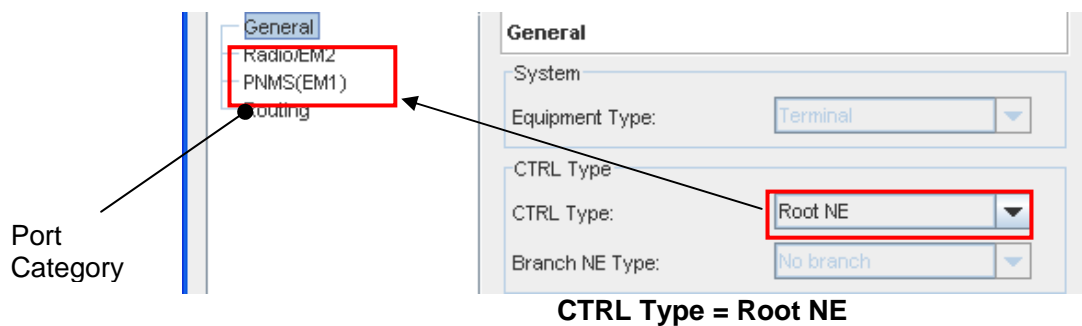 General
Radio/EM2
PNMS(EM1)
Routing
General
System
Equipment Type:
Terminal
CTRL Type
CTRL Type:
Root NE
Branch NE Type:
No branch
Port
Category
CTRL Type = Root NE